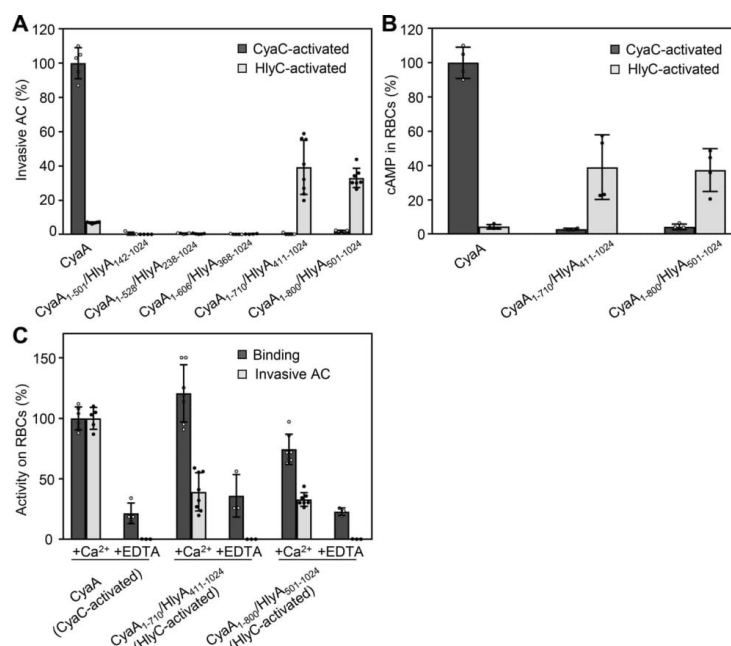 A
CyaC-activated
HlyC-activated
Invasive AC (%)
120
100
80
60
40
20
0
CyaA
CyaA1-501/HlyA142-1024
CyaA1-528/HlyA238-1024
CyaA1-606/HlyA368-1024
CyaA1-710/HlyA411-1024
CyaA1-800/HlyA501-1024
B
CyaC-activated
HlyC-activated
cAMP in RBCs (%)
120
100
80
60
40
20
0
CyaA
CyaA1-710/HlyA411-1024
CyaA1-800/HlyA501-1024
C
Binding
Invasive AC
Activity on RBCs (%)
150
100
50
0
+Ca2+ +EDTA +Ca2+ +EDTA +Ca2+ +EDTA
CyaA
(CyaC-activated)
CyaA1-710/HlyA411-1024
(HlyC-activated)
CyaA1-800/HlyA501-1024
(HlyC-activated)